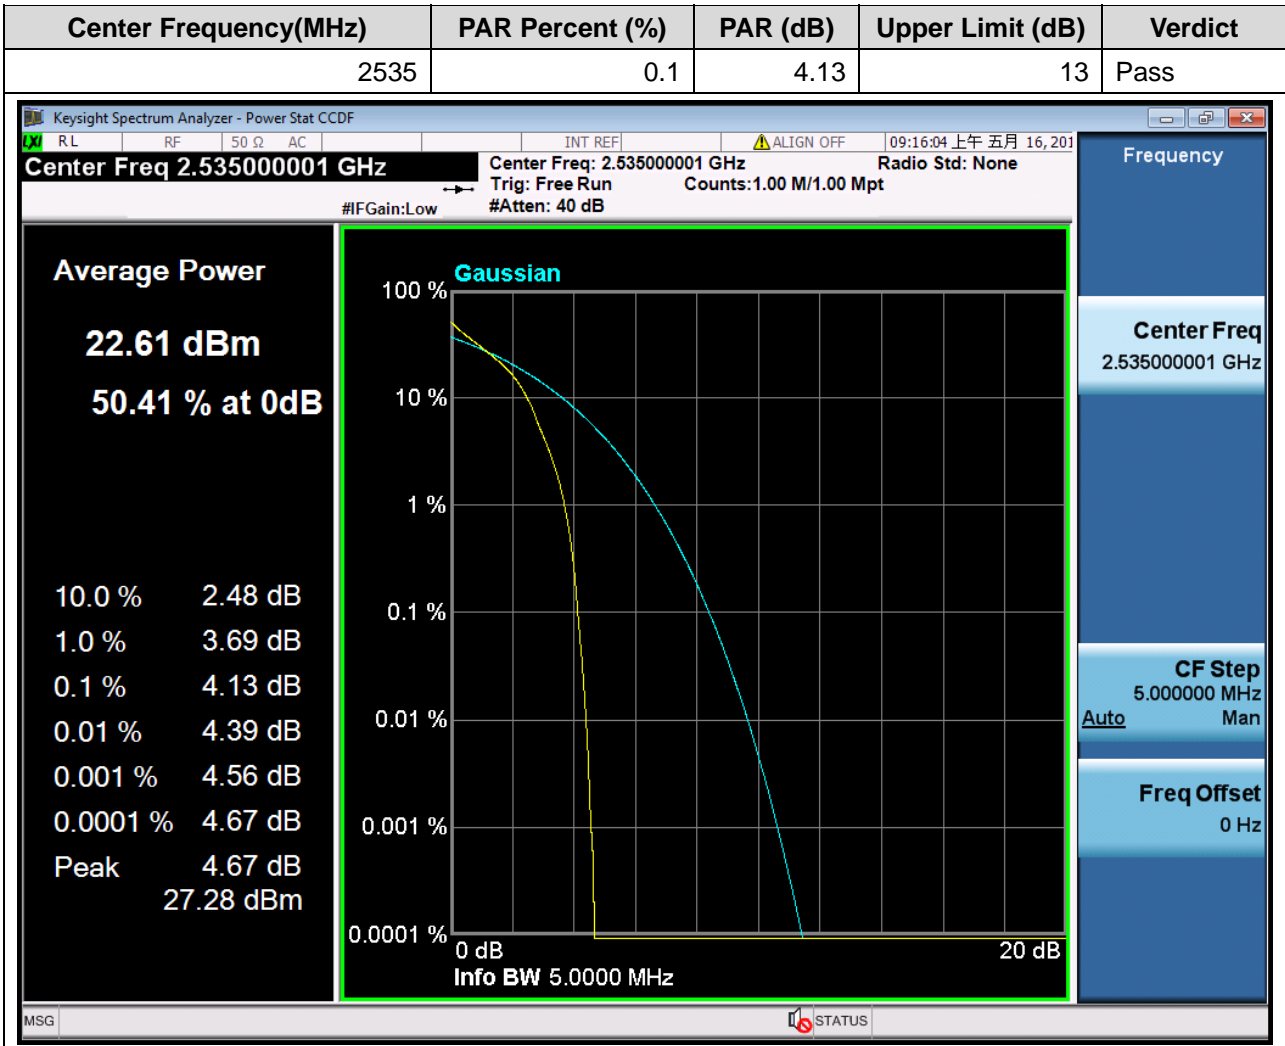 Center Frequency(MHz) PAR Percent (%) PAR (dB) Upper Limit (dB) Verdict
2535 0.1 4.13 13 Pass
Keysight Spectrum Analyzer - Power Stat CCDF
LXI RL RF 50 Ω AC INT REF ALIGN OFF 09:16:04 上午 五月 16, 201
Center Freq 2.535000001 GHz
#IFGain:Low
Center Freq: 2.535000001 GHz Radio Std: None
Trig: Free Run Counts:1.00 M/1.00 Mpt
#Atten: 40 dB
Average Power
22.61 dBm
50.41 % at 0dB
10.0 % 2.48 dB
1.0 % 3.69 dB
0.1 % 4.13 dB
0.01 % 4.39 dB
0.001 % 4.56 dB
0.0001 % 4.67 dB
Peak 4.67 dB
27.28 dBm
Gaussian
100 %
10 %
1 %
0.1 %
0.01 %
0.001 %
0.0001 %
0 dB 20 dB
Info BW 5.0000 MHz
Frequency
Center Freq
2.535000001 GHz
CF Step
5.000000 MHz
Auto Man
Freq Offset
0 Hz
MSG STATUS